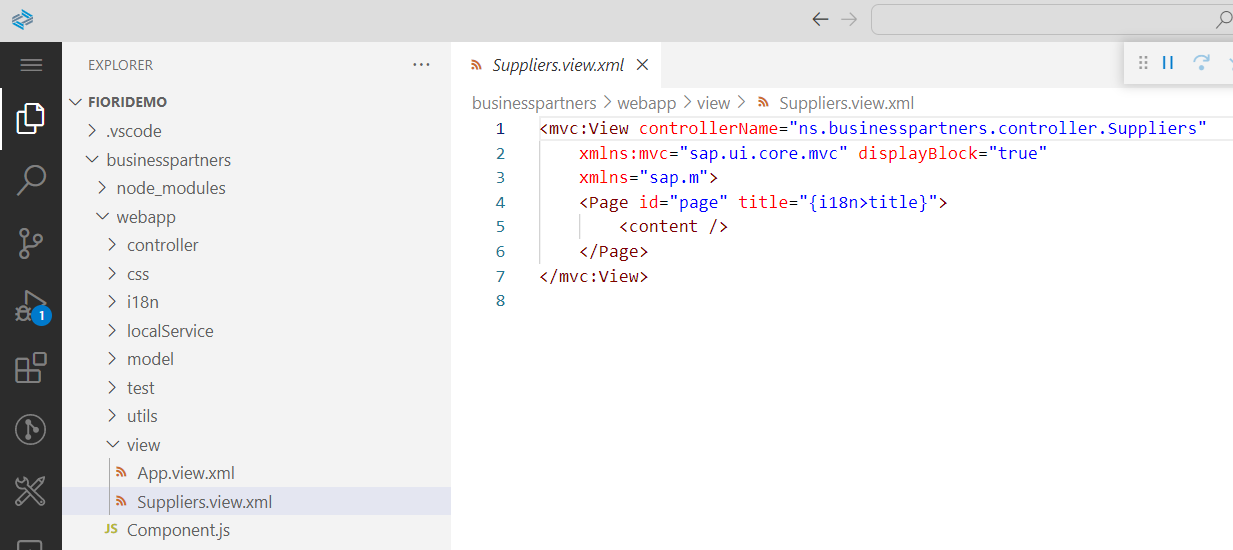 EXPLORER
FIORIDEMO
.vscode
businesspartners
node_modules
webapp
controller
css
i18n
localService
model
test
utils
view
App.view.xml
Suppliers.view.xml
JS Component.js
1
Suppliers.view.xml
businesspartners > webapp > view > Suppliers.view.xml
1 <mvc:View controllerName="ns.businesspartners.controller.Suppliers"
2     xmlns:mvc="sap.ui.core.mvc" displayBlock="true"
3     xmlns="sap.m">
4     <Page id="page" title="{i18n>title}">
5         <content />
6     </Page>
7 </mvc:View>
8